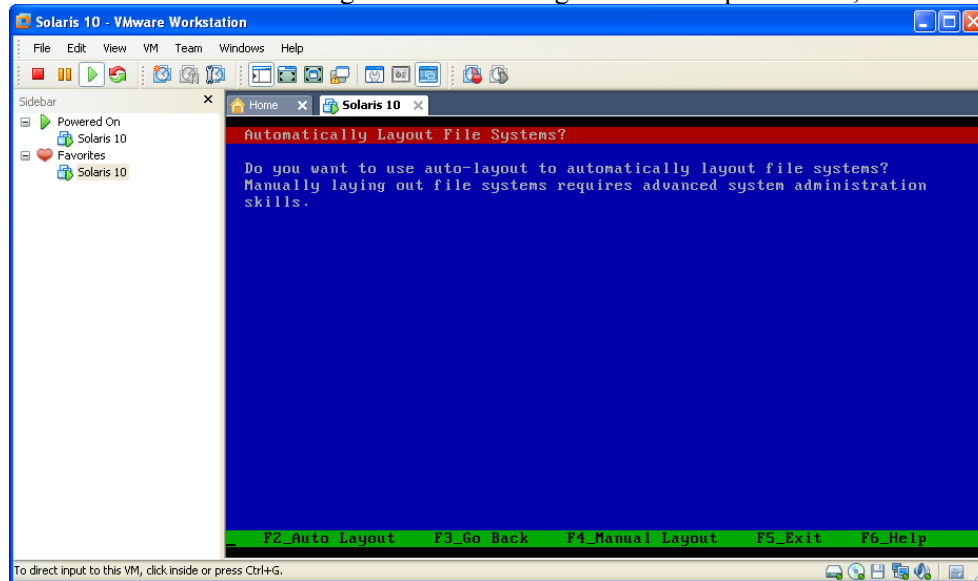 Solaris 10 - VMware Workstation
File Edit View VM Team Windows Help
Sidebar
Powered On
Solaris 10
Favorites
Solaris 10
Home
Solaris 10
Automatically Layout File Systems?
Do you want to use auto-layout to automatically layout file systems?
Manually laying out file systems requires advanced system administration
skills.
F2_Auto Layout F3_Go Back F4_Manual Layout F5_Exit F6_Help
To direct input to this VM, click inside or press Ctrl+G.